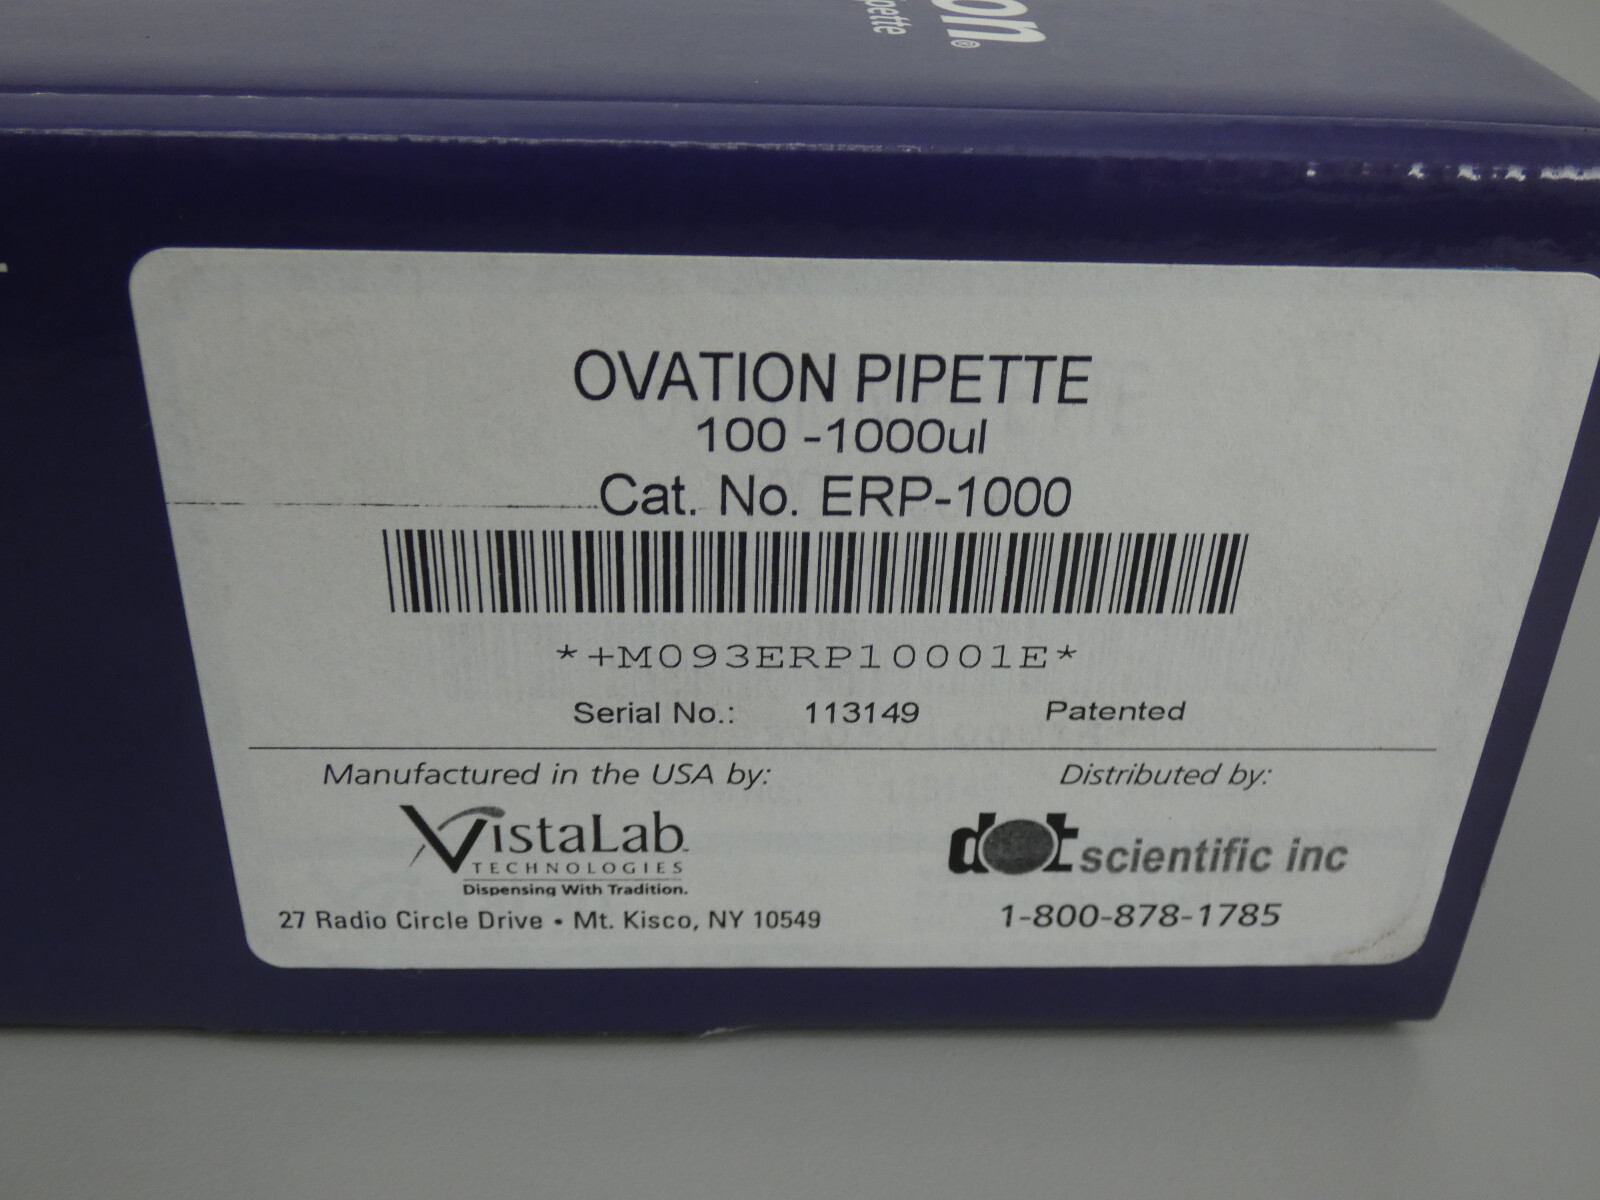 OVATION PIPETTE
100 -1000ul
Cat. No. ERP-1000
*+M093ERP10001E*
Serial No.: 113149 Patented
Manufactured in the USA by: Distributed by:
VistaLab
TECHNOLOGIES
Dispensing With Tradition.
dot scientific inc
27 Radio Circle Drive • Mt. Kisco, NY 10549
1-800-878-1785